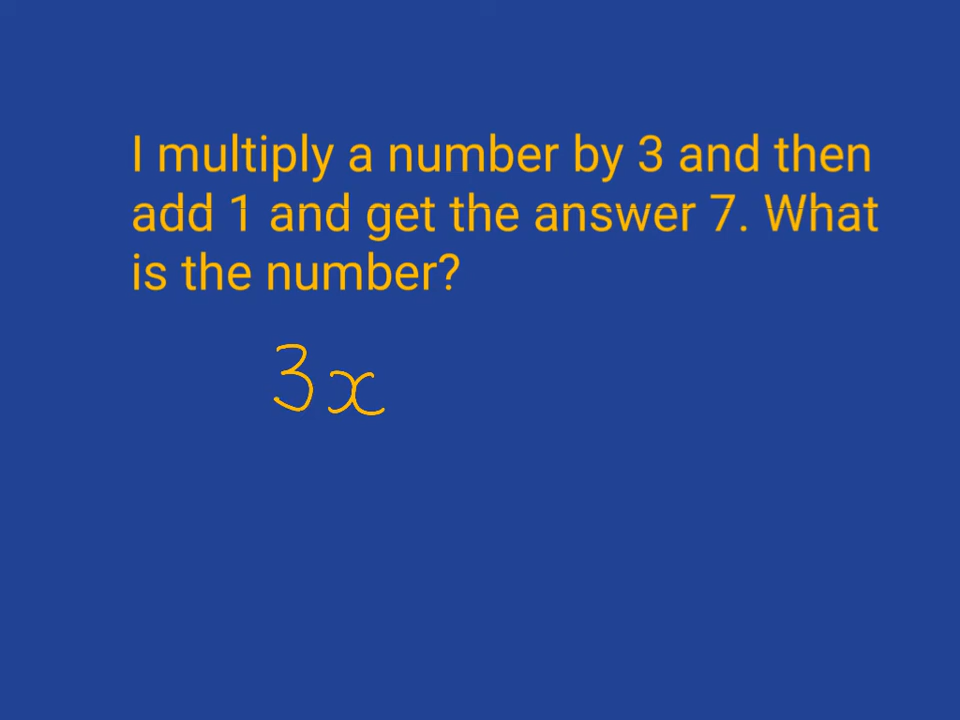 I multiply a number by 3 and then
add 1 and get the answer 7. What
is the number?
3x